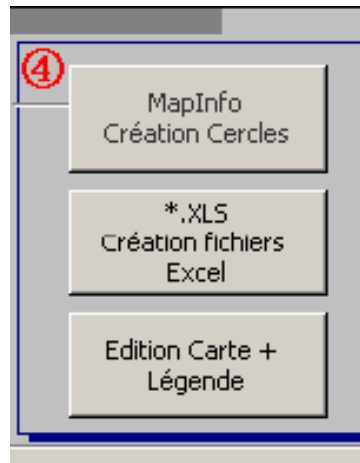 ④
MapInfo
Création Cercles
*.XLS
Création fichiers
Excel
Edition Carte +
Légende